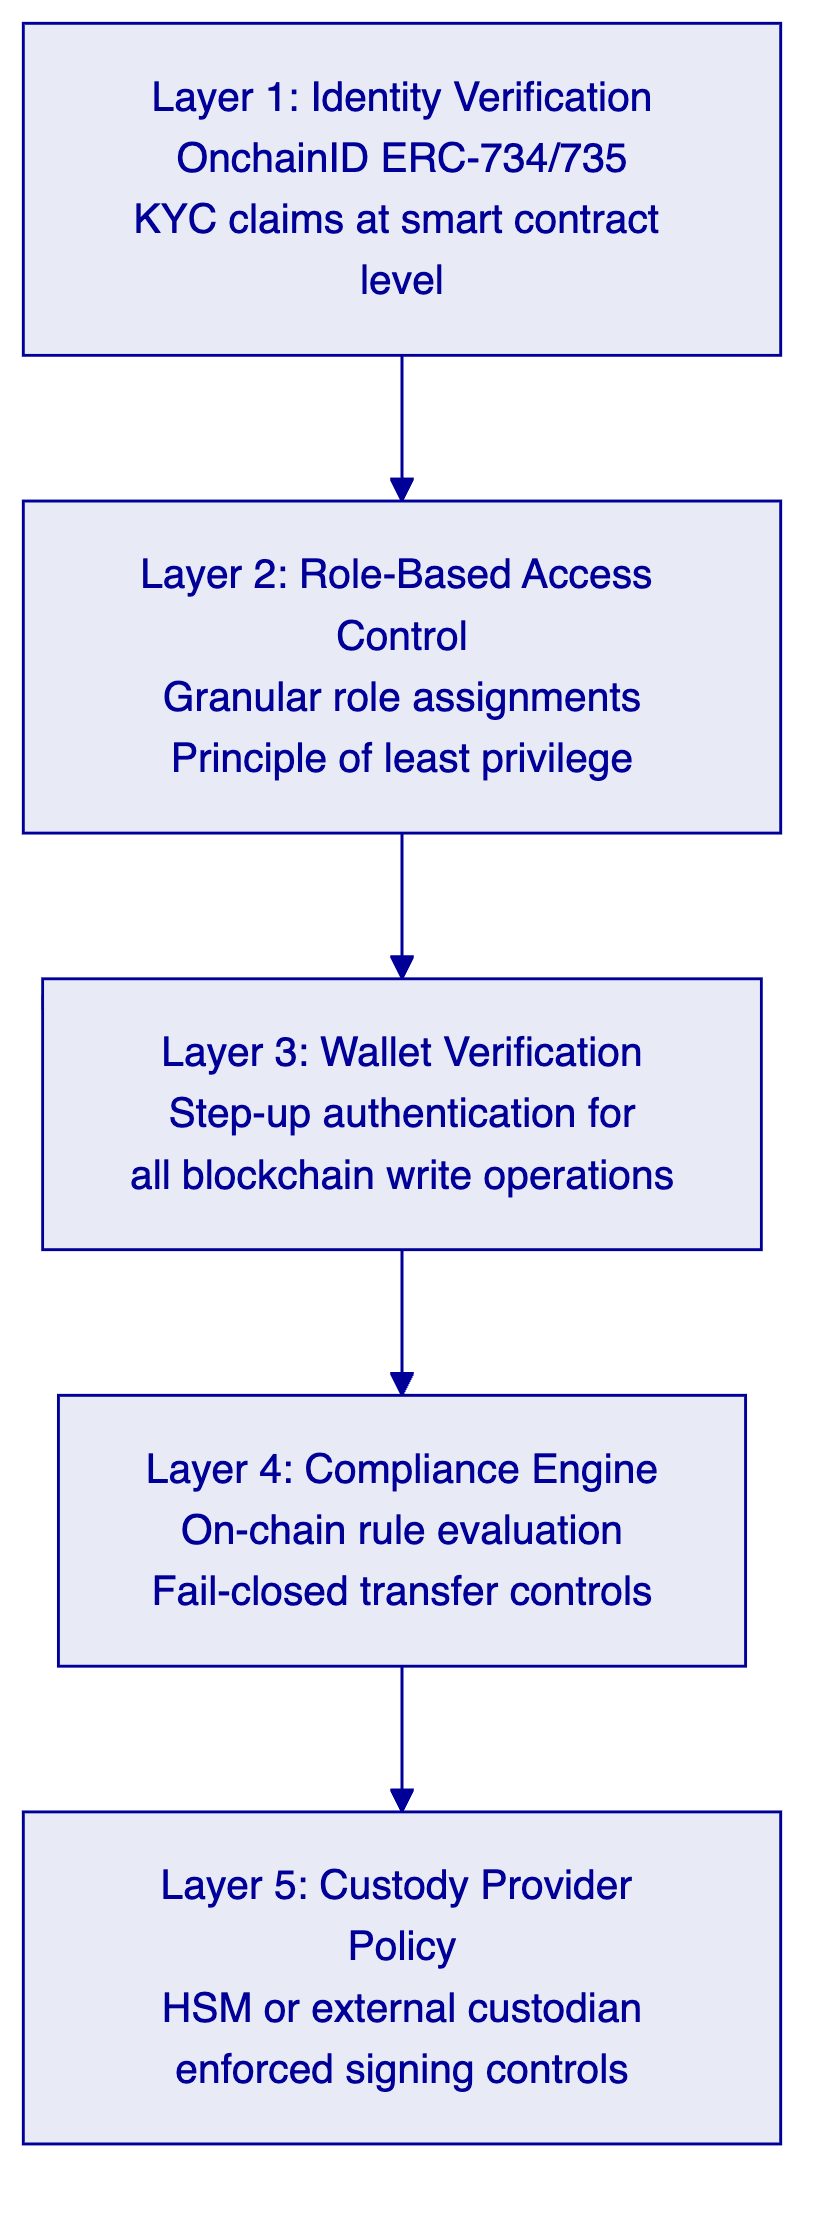 Layer 1: Identity Verification
OnchainID ERC-734/735
KYC claims at smart contract
level
Layer 2: Role-Based Access
Control
Granular role assignments
Principle of least privilege
Layer 3: Wallet Verification
Step-up authentication for
all blockchain write operations
Layer 4: Compliance Engine
On-chain rule evaluation
Fail-closed transfer controls
Layer 5: Custody Provider
Policy
HSM or external custodian
enforced signing controls